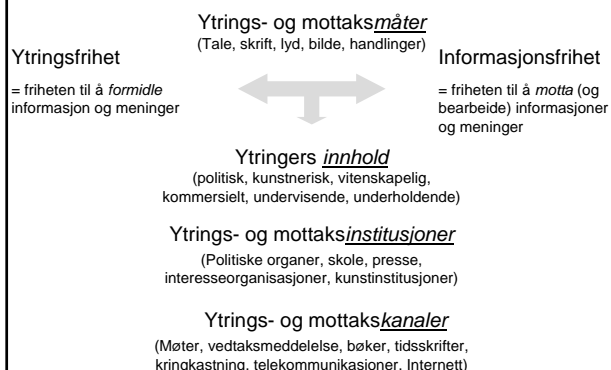 Ytrings- og mottaksmåter
(Tale, skrift, lyd, bilde, handlinger)
Ytringsfrihet
= friheten til å formidle
informasjon og meninger
Informasjonsfrihet
= friheten til å motta (og
bearbeide) informasjoner
og meninger
Ytringers innhold
(politisk, kunstnerisk, vitenskapelig,
kommersielt, undervisende, underholdende)
Ytrings- og mottaksinstitusjoner
(Politiske organer, skole, presse,
interesseorganisasjoner, kunstinstitusjoner)
Ytrings- og mottakskanaler
(Møter, vedtaksmeddelelse, bøker, tidsskrifter,
kringkastning, telekommunikasjoner, Internett)